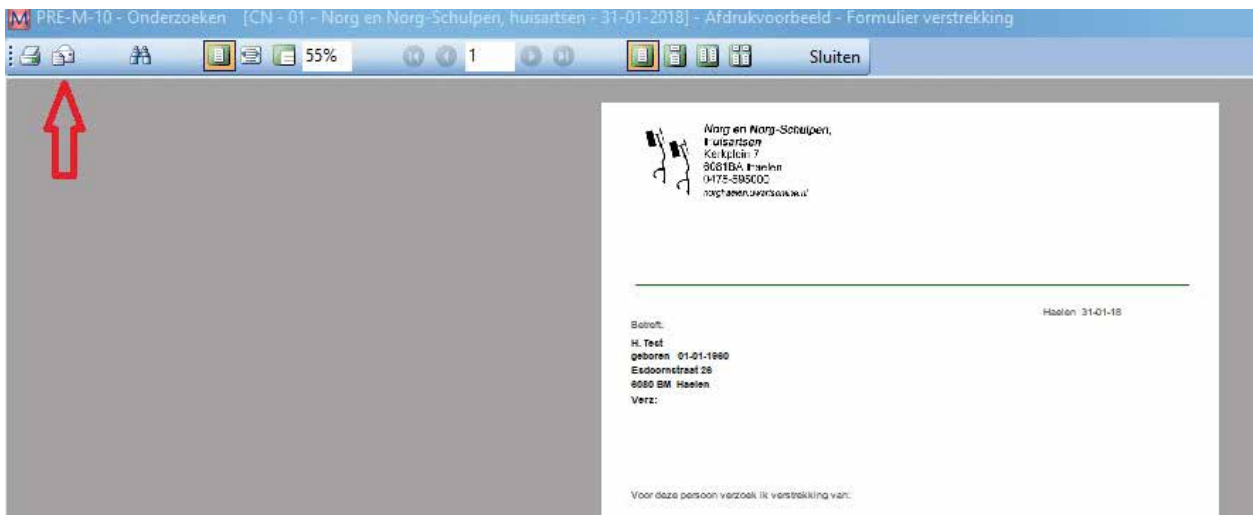 PRE-M-10 - Onderzoeken [CN - 01 - Norg en Norg-Schulpen, huisartsen - 31-01-2018] - Afdrukvoorbeeld - Formulier verstrekking
55% 1 Sluiten
Norg en Norg-Schulpen,
huisartsen
Kerkplein 7
6081BA Haelen
0475-595000
Haelen 31-01-18
Betreft:
H. Test
geboren 01-01-1960
Esdoornstraat 26
6080 BM Haelen
Verz:
Voor deze persoon verzoek ik verstrekking van: